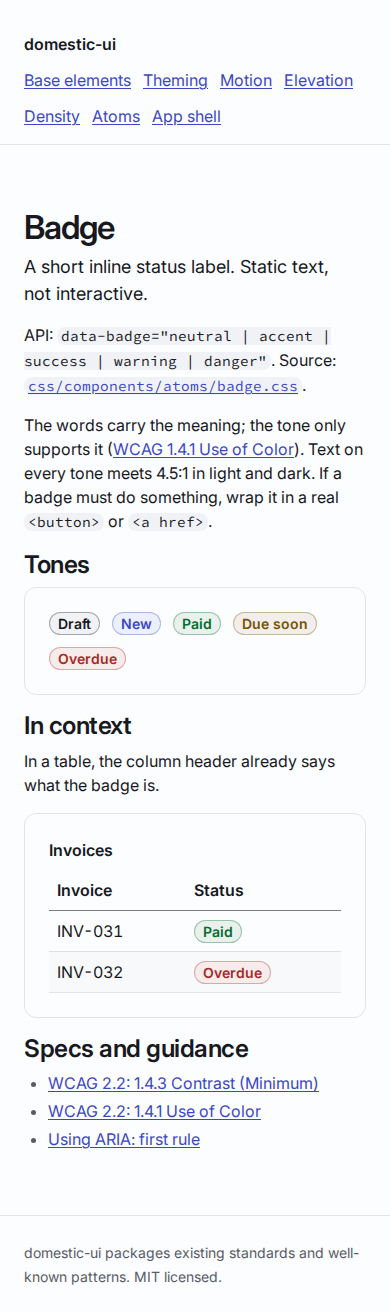 domestic-ui
Base elements Theming Motion Elevation
Density Atoms App shell
Badge
A short inline status label. Static text,
not interactive.
API: data-badge="neutral | accent |
success | warning | danger". Source:
css/components/atoms/badge.css.
The words carry the meaning; the tone only
supports it (WCAG 1.4.1 Use of Color). Text on
every tone meets 4.5:1 in light and dark. If a
badge must do something, wrap it in a real
<button> or <a href>.
Tones
Draft New Paid Due soon
Overdue
In context
In a table, the column header already says
what the badge is.
Invoices
Invoice Status
INV-031 Paid
INV-032 Overdue
Specs and guidance
• WCAG 2.2: 1.4.3 Contrast (Minimum)
• WCAG 2.2: 1.4.1 Use of Color
• Using ARIA: first rule
domestic-ui packages existing standards and well-
known patterns. MIT licensed.